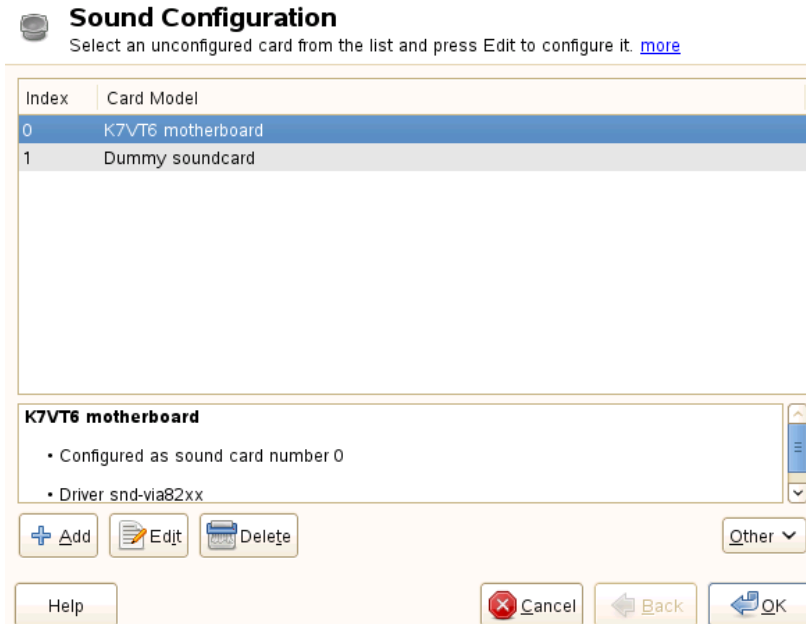 Sound Configuration
Select an unconfigured card from the list and press Edit to configure it. more
Index Card Model
0 K7VT6 motherboard
1 Dummy soundcard
K7VT6 motherboard
• Configured as sound card number 0
• Driver snd-via82xx
Add Edit Delete Other
Help Cancel Back OK